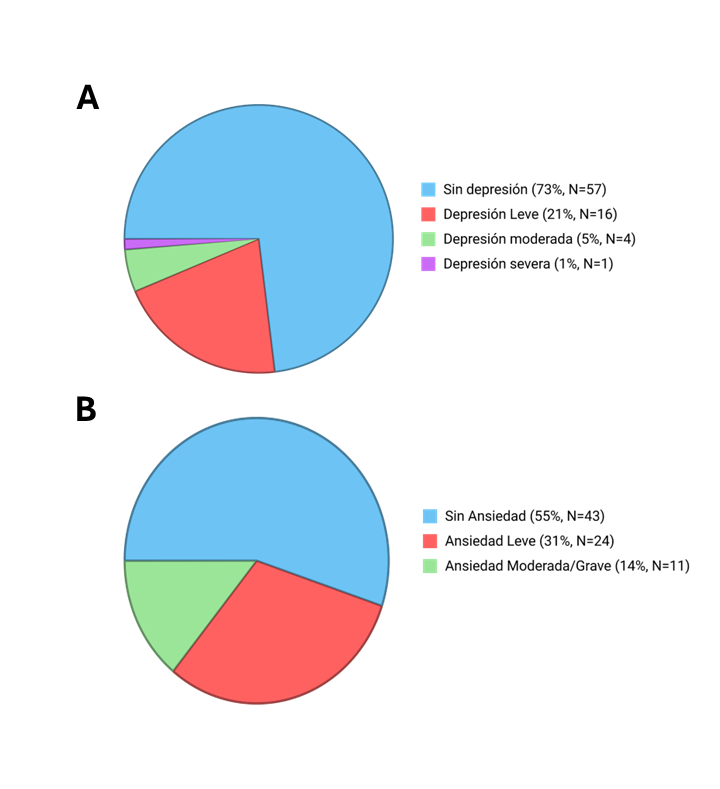 A
Sin depresión (73%, N=57)
Depresión Leve (21%, N=16)
Depresión moderada (5%, N=4)
Depresión severa (1%, N=1)
B
Sin Ansiedad (55%, N=43)
Ansiedad Leve (31%, N=24)
Ansiedad Moderada/Grave (14%, N=11)